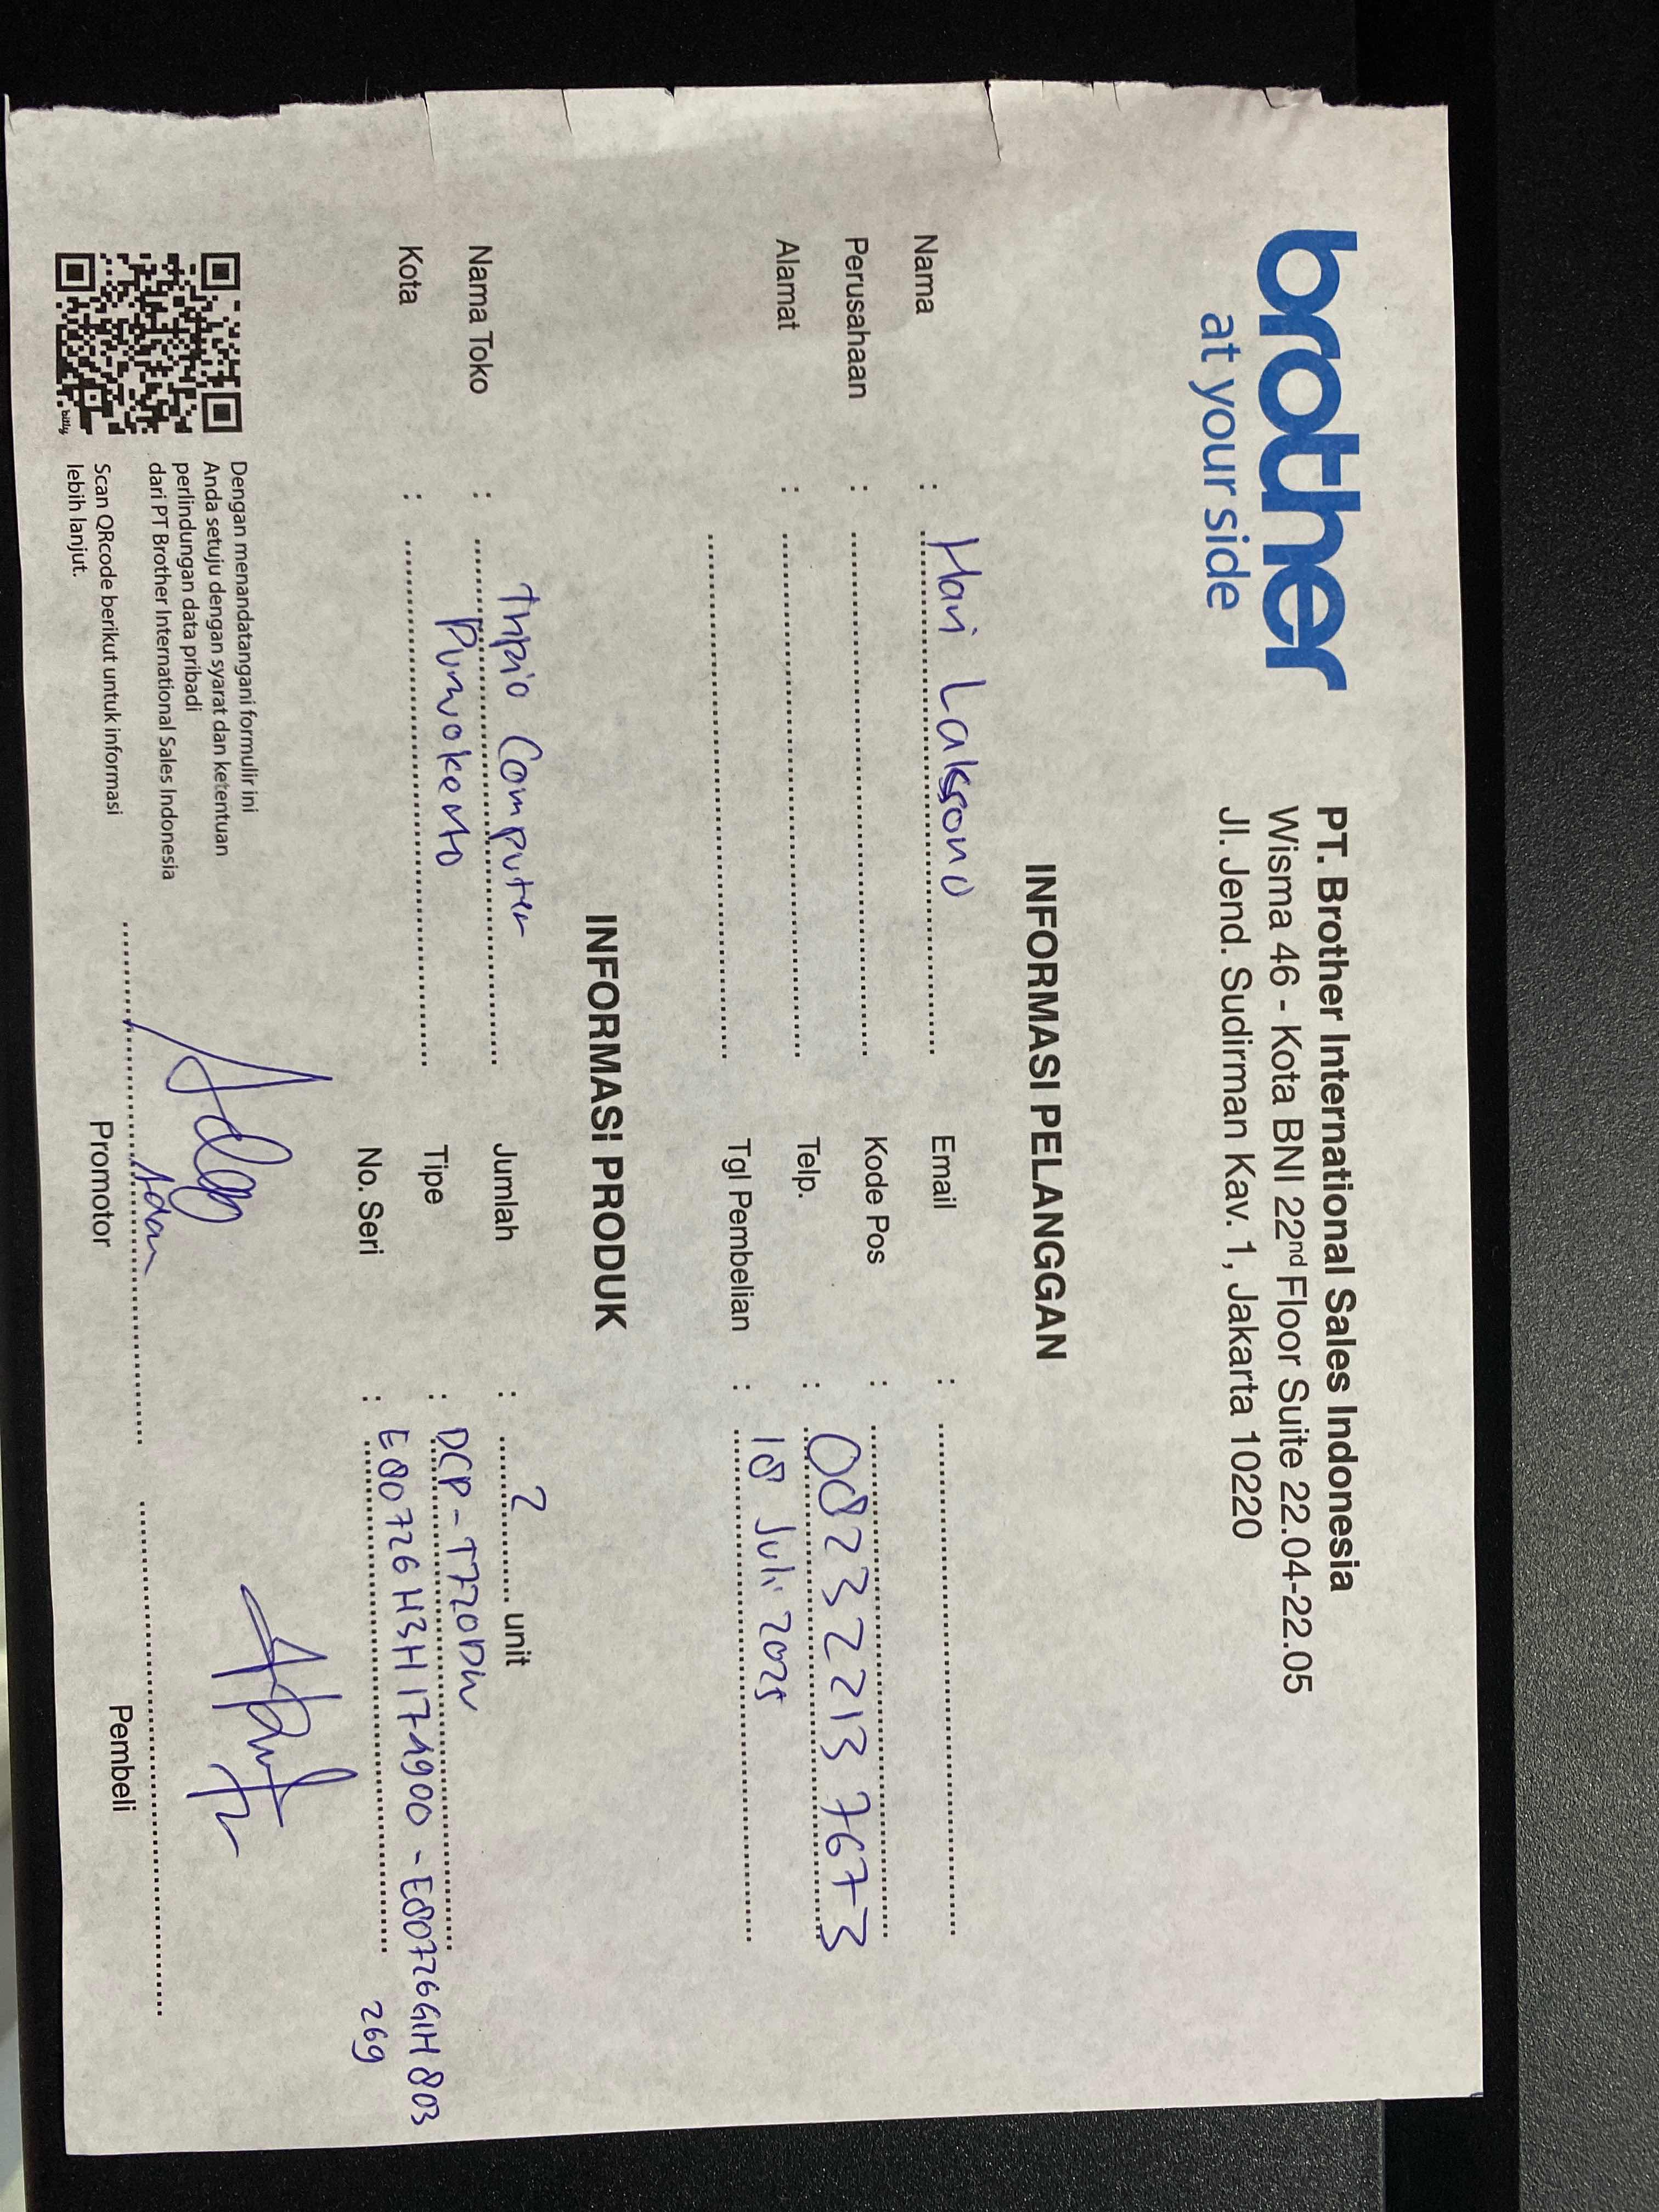 brother
at your side
PT. Brother International Sales Indonesia
Wisma 46 - Kota BNI 22nd Floor Suite 22.04-22.05
Jl. Jend. Sudirman Kav. 1, Jakarta 10220
INFORMASI PELANGGAN
Nama : Hari Laksono Email :
Perusahaan : Kode Pos :
Alamat : Telp. : 082322137673
Tgl Pembelian : 18 Juli 2025
INFORMASI PRODUK
Nama Toko : Computer Jumlah : 2 unit
Kota : Purwokerto Tipe : DCP-T720DW
No. Seri : E80726H3H174900 - E80726G1H803
269
Dengan menandatangani formulir ini
Anda setuju dengan syarat dan ketentuan
perlindungan data pribadi
dari PT Brother International Sales Indonesia
Scan QRcode berikut untuk informasi
lebih lanjut.
bitly
Adam
Promotor Pembeli